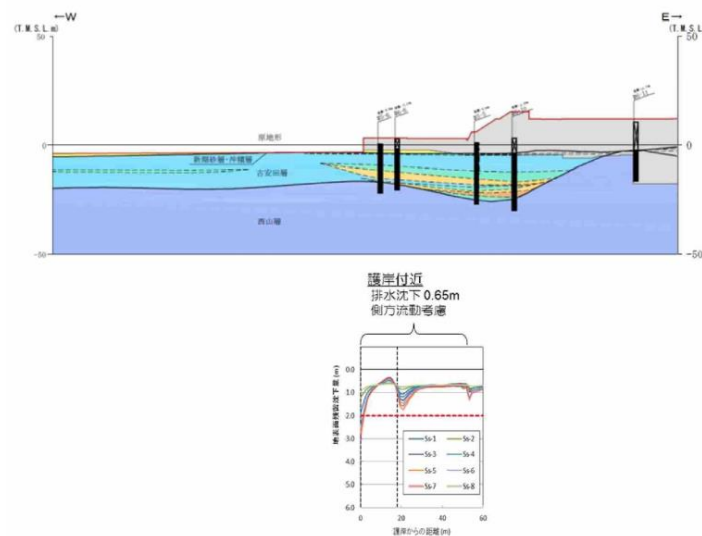 ←W
E→
(T.M.S.L.m)
(T.M.S.L
50
50
原地形
0
0
新期砂層・沖積層
古安田層
西山層
-50
-50
護岸付近
排水沈下0.65m
側方流動考慮
地表面残留沈下量(m)
0.0
1.0
2.0
3.0
4.0
5.0
6.0
Ss-1 Ss-2
Ss-3 Ss-4
Ss-5 Ss-6
Ss-7 Ss-8
0 20 40 60
護岸からの距離(m)